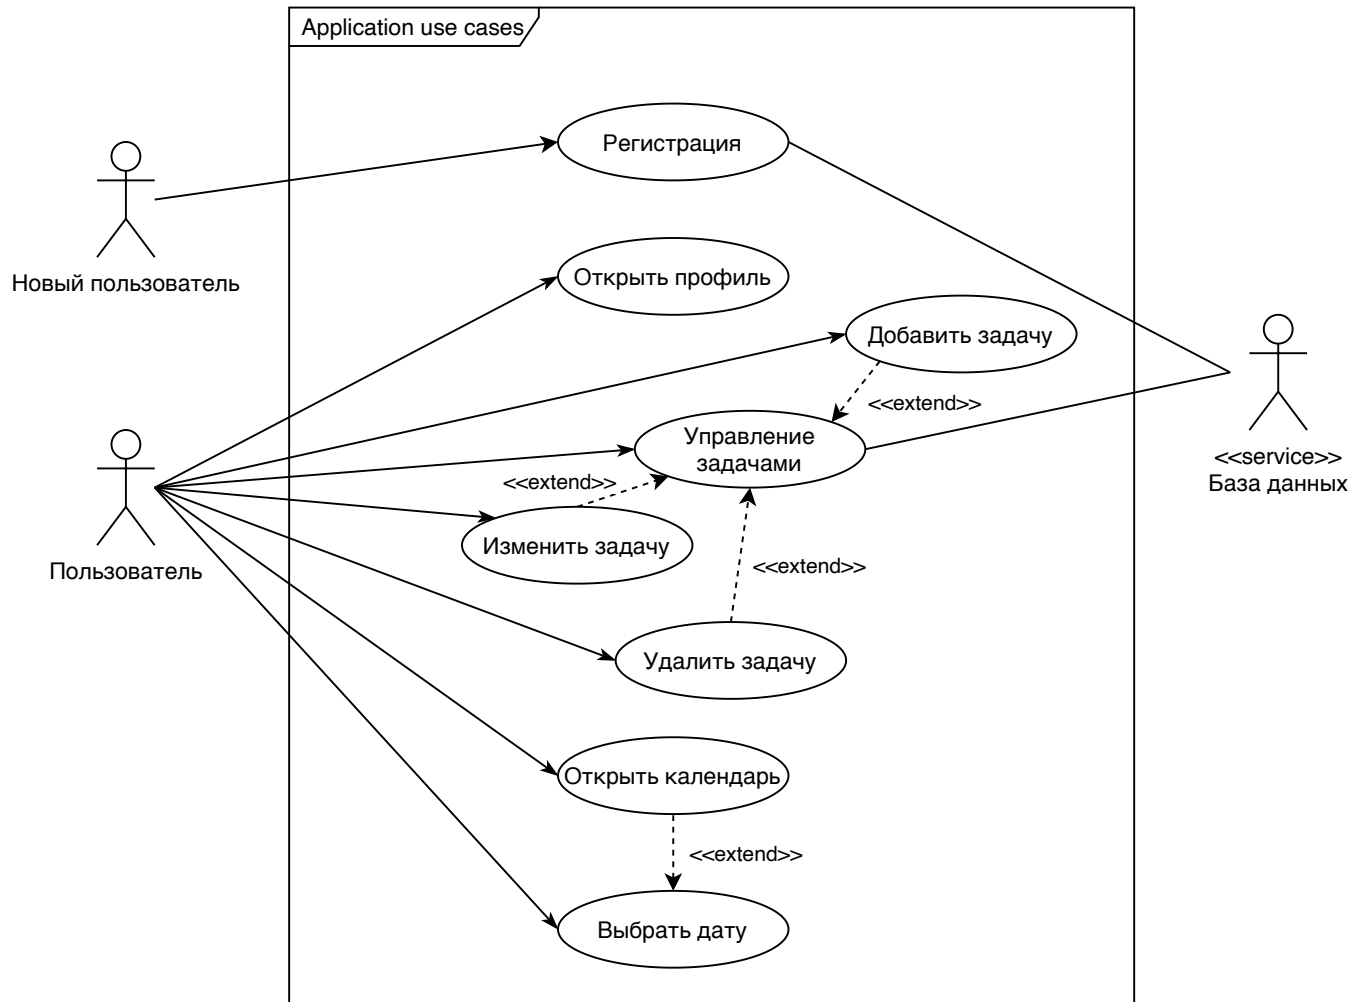 Application use cases
Регистрация
Новый пользователь
Открыть профиль
Добавить задачу
<<extend>>
Управление
задачами
<<service>>
База данных
<<extend>>
Изменить задачу
Пользователь
<<extend>>
Удалить задачу
Открыть календарь
<<extend>>
Выбрать дату